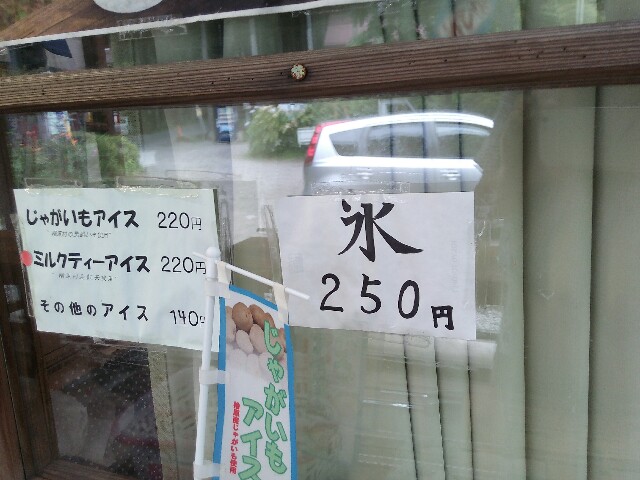 じゃがいもアイス 220円
ミルクティーアイス 220円
その他のアイス 140円
氷
250円
じゃがいも
アイス